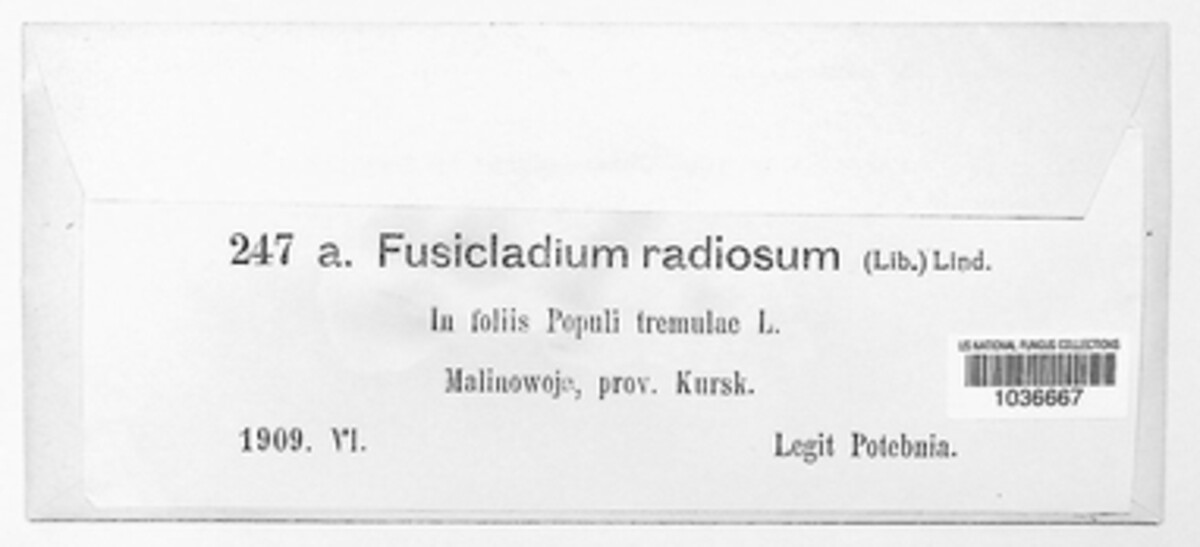 247 a. Fusicladium radiosum (Lib.) Lind.
In foliis Populi tremulae L.
Malinowoje, prov. Kursk.
US NATIONAL FUNGUS COLLECTIONS
1036667
1909. VI.
Legit Potebnia.